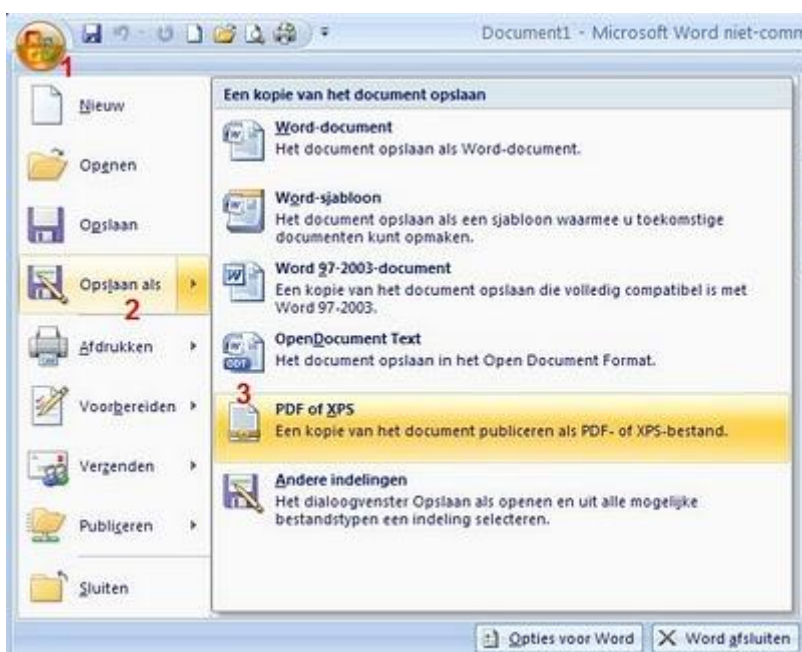 Document1 - Microsoft Word niet-comm
1
Nieuw
Openen
Opslaan
Opslaan als
2
Afdrukken
Voorbereiden
Verzenden
Publiceren
Sluiten
Een kopie van het document opslaan
Word-document
Het document opslaan als Word-document.
Word-sjabloon
Het document opslaan als een sjabloon waarmee u toekomstige
documenten kunt opmaken.
Word 97-2003-document
Een kopie van het document opslaan die volledig compatibel is met
Word 97-2003.
OpenDocument Text
Het document opslaan in het Open Document Format.
ODT
3
PDF of XPS
Een kopie van het document publiceren als PDF- of XPS-bestand.
Andere indelingen
Het dialoogvenster Opslaan als openen en uit alle mogelijke
bestandstypen een indeling selecteren.
Opties voor Word
Word afsluiten